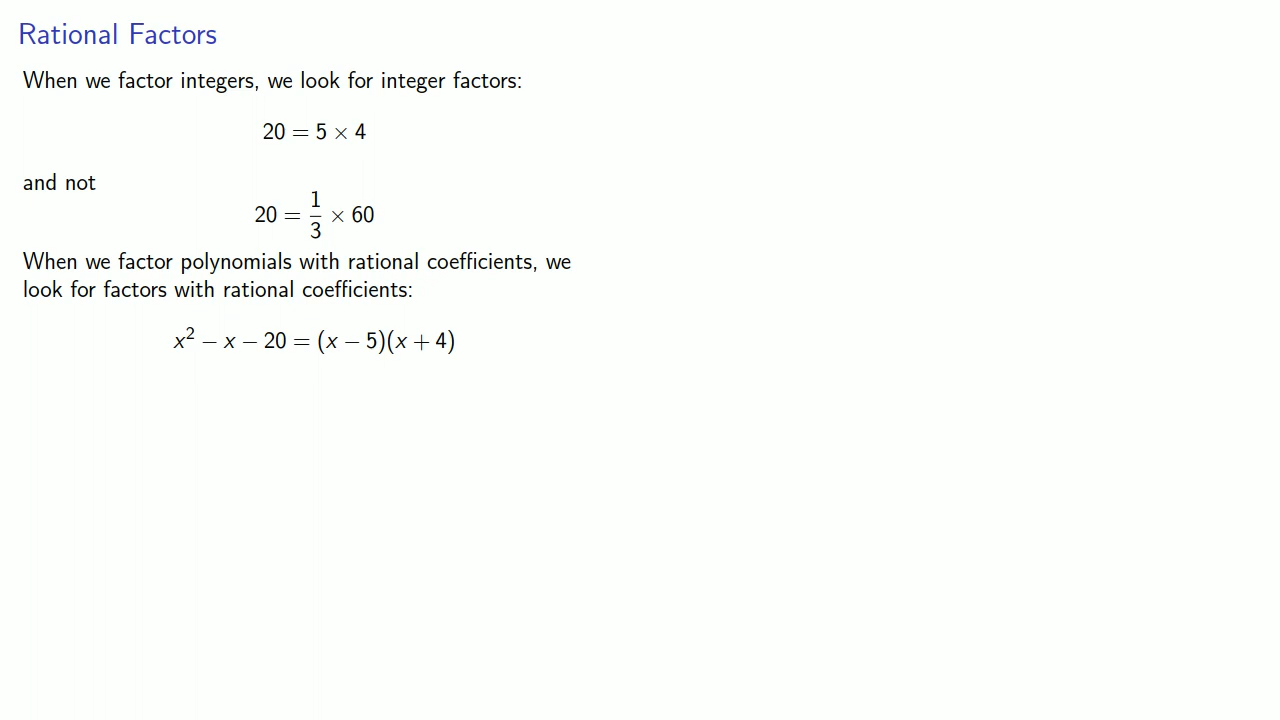 Rational Factors
When we factor integers, we look for integer factors:
20 = 5 × 4
and not
20 = 1/3 × 60
When we factor polynomials with rational coefficients, we
look for factors with rational coefficients:
x² − x − 20 = (x − 5)(x + 4)